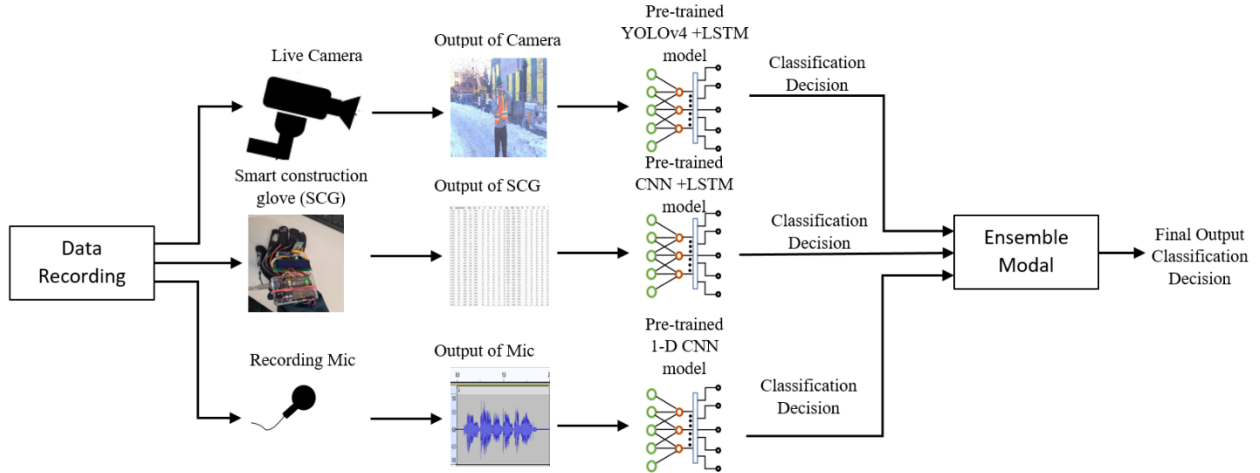 Live Camera
Output of Camera
Pre-trained
YOLOv4 +LSTM
model
Classification
Decision
Smart construction
glove (SCG)
Output of SCG
Pre-trained
CNN +LSTM
model
Classification
Decision
Data
Recording
Ensemble
Modal
Final Output
Classification
Decision
Recording Mic
Output of Mic
Pre-trained
1-D CNN
model
Classification
Decision